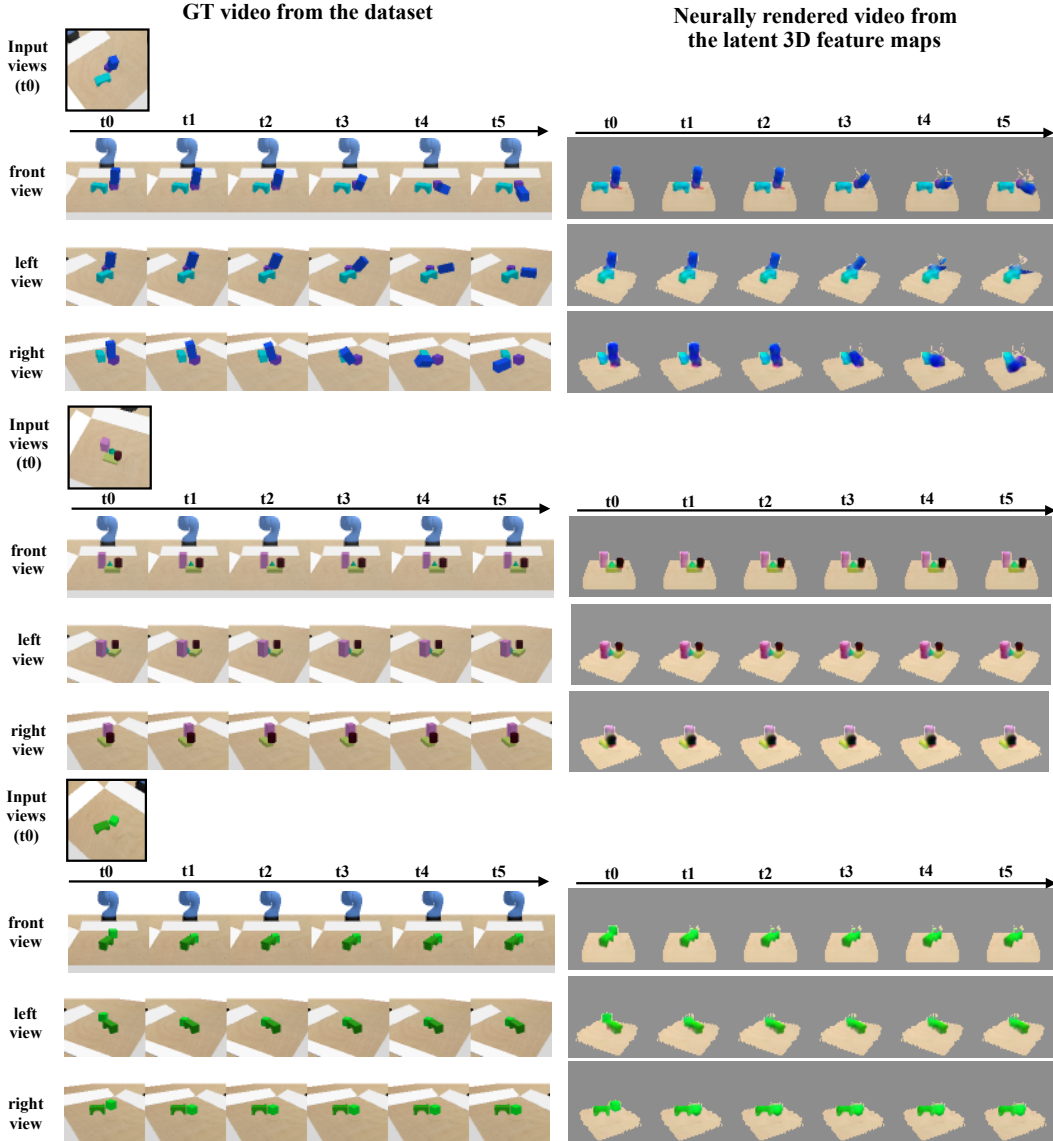 GT video from the dataset
Neurally rendered video from
the latent 3D feature maps
Input
views
(t0)
t0 t1 t2 t3 t4 t5
t0 t1 t2 t3 t4 t5
front
view
left
view
right
view
Input
views
(t0)
t0 t1 t2 t3 t4 t5
t0 t1 t2 t3 t4 t5
front
view
left
view
right
view
Input
views
(t0)
t0 t1 t2 t3 t4 t5
t0 t1 t2 t3 t4 t5
front
view
left
view
right
view